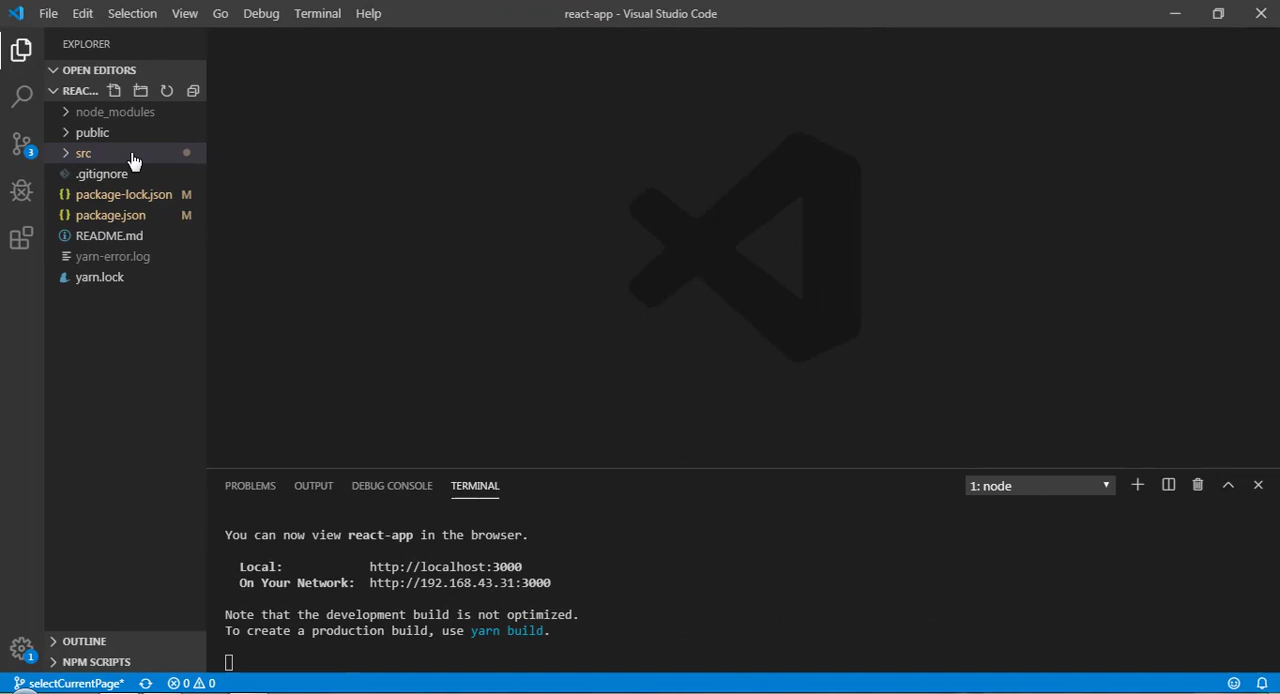 File Edit Selection View Go Debug Terminal Help
react-app - Visual Studio Code
EXPLORER
OPEN EDITORS
REAC...
node_modules
public
src
.gitignore
package-lock.json M
package.json M
README.md
yarn-error.log
yarn.lock
OUTLINE
NPM SCRIPTS
3
1
PROBLEMS OUTPUT DEBUG CONSOLE TERMINAL
1: node
You can now view react-app in the browser.
Local: http://localhost:3000
On Your Network: http://192.168.43.31:3000
Note that the development build is not optimized.
To create a production build, use yarn build.
selectCurrentPage* 0 0